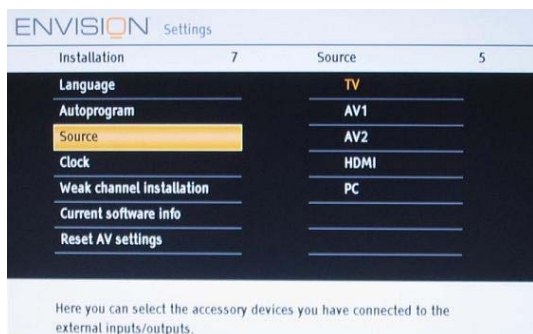 ENVISION Settings
Installation 7 Source 5
Language TV
Autoprogram AV1
Source AV2
Clock HDMI
Weak channel installation PC
Current software info
Reset AV settings
Here you can select the accessory devices you have connected to the
external inputs/outputs.